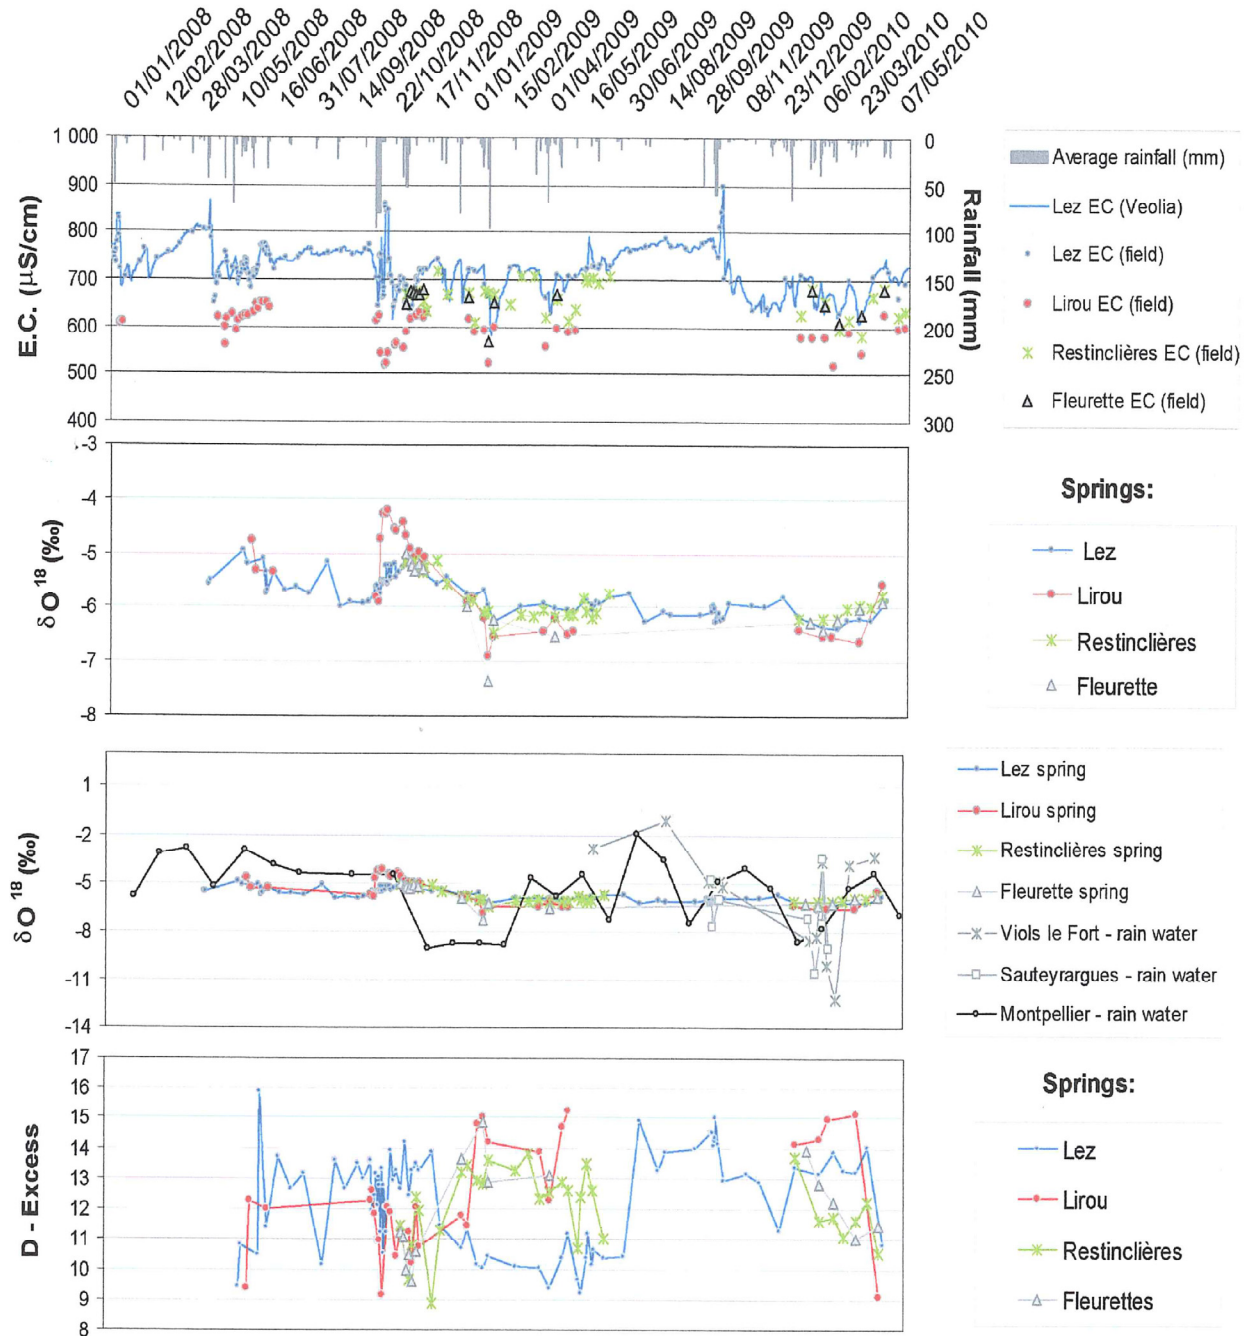 01/01/2008
12/02/2008
28/03/2008
10/05/2008
16/06/2008
31/07/2008
14/09/2008
22/10/2008
17/11/2008
01/01/2009
15/02/2009
01/04/2009
16/05/2009
30/06/2009
14/08/2009
28/09/2009
08/11/2009
23/12/2009
06/02/2010
23/03/2010
07/05/2010
E.C. (µS/cm)
1 000
900
800
700
600
500
400
0
50
100
150
200
250
300
Rainfall (mm)
Average rainfall (mm)
Lez EC (Veolia)
Lez EC (field)
Lirou EC (field)
Restinclières EC (field)
Fleurette EC (field)
δO18 (‰)
-3
-4
-5
-6
-7
-8
Springs:
Lez
Lirou
Restinclières
Fleurette
δO18 (‰)
1
-2
-5
-8
-11
-14
Lez spring
Lirou spring
Restinclières spring
Fleurette spring
Viols le Fort - rain water
Sauteyrargues - rain water
Montpellier - rain water
D - Excess
17
16
15
14
13
12
11
10
9
8
Springs:
Lez
Lirou
Restinclières
Fleurettes